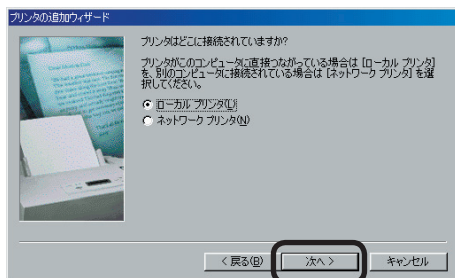 プリンタの追加ウィザード
プリンタはどこに接続されていますか?
プリンタがこのコンピュータに直接つながっている場合は [ローカル プリンタ]
を、別のコンピュータに接続されている場合は [ネットワーク プリンタ] を選
択してください。
ローカル プリンタ(L)
ネットワーク プリンタ(N)
< 戻る(B)
次へ >
キャンセル